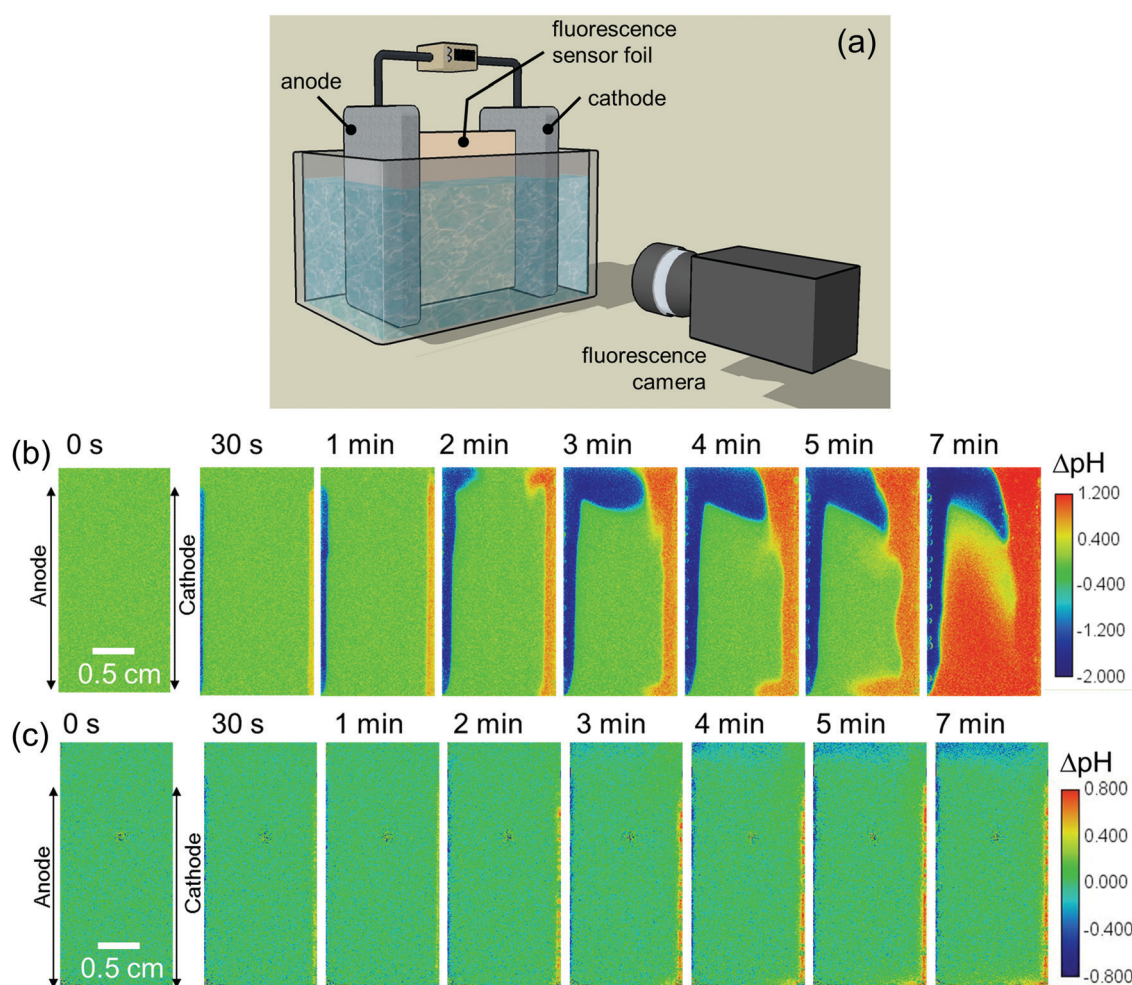 (a)
fluorescence
sensor foil
anode
cathode
fluorescence
camera
(b)
0 s 30 s 1 min 2 min 3 min 4 min 5 min 7 min
ΔpH
1.200
0.400
-0.400
-1.200
-2.000
Anode
Cathode
0.5 cm
(c)
0 s 30 s 1 min 2 min 3 min 4 min 5 min 7 min
ΔpH
0.800
0.400
0.000
-0.400
-0.800
Anode
Cathode
0.5 cm